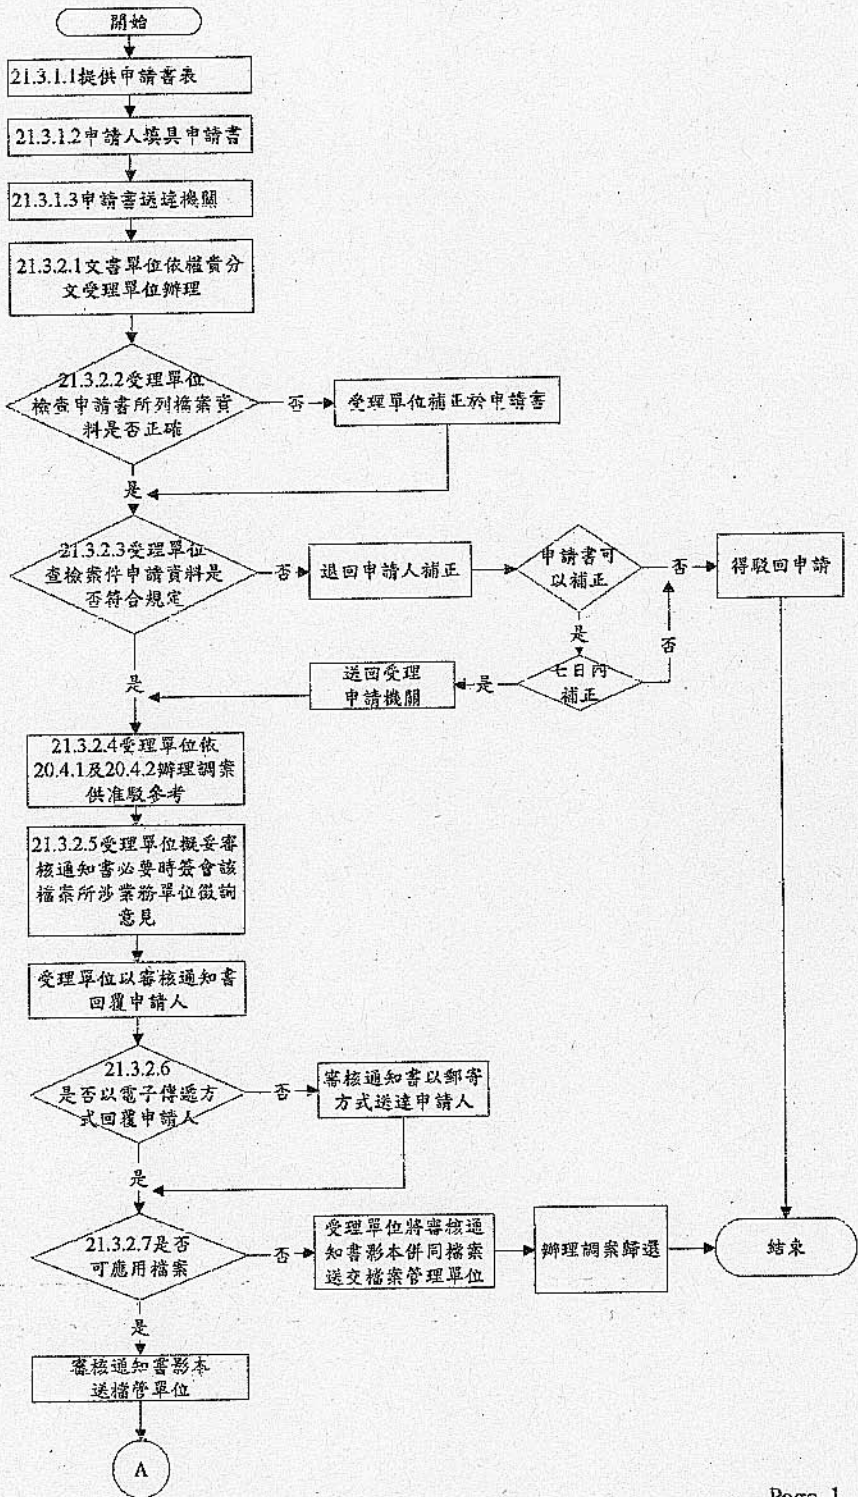 開始
21.3.1.1提供申請書表
21.3.1.2申請人填具申請書
21.3.1.3申請書送達機關
21.3.2.1文書單位依權責分
文受理單位辦理
21.3.2.2受理單位
檢查申請書所列檔案資
料是否正確
否
受理單位補正於申請書
是
21.3.2.3受理單位
查檢案件申請資料是
否符合規定
否
退回申請人補正
申請書可
以補正
否
得駁回申請
是
否
七日內
補正
是
送回受理
申請機關
是
21.3.2.4受理單位依
20.4.1及20.4.2辦理調案
供准駁參考
21.3.2.5受理單位擬妥審
核通知書必要時簽會該
檔案所涉業務單位徵詢
意見
受理單位以審核通知書
回覆申請人
21.3.2.6
是否以電子傳遞方
式回覆申請人
否
審核通知書以郵寄
方式送達申請人
是
21.3.2.7是否
可應用檔案
否
受理單位將審核通
知書影本併同檔案
送交檔案管理單位
辦理調案歸還
結束
是
審核通知書影本
送檔管單位
A
Page 1